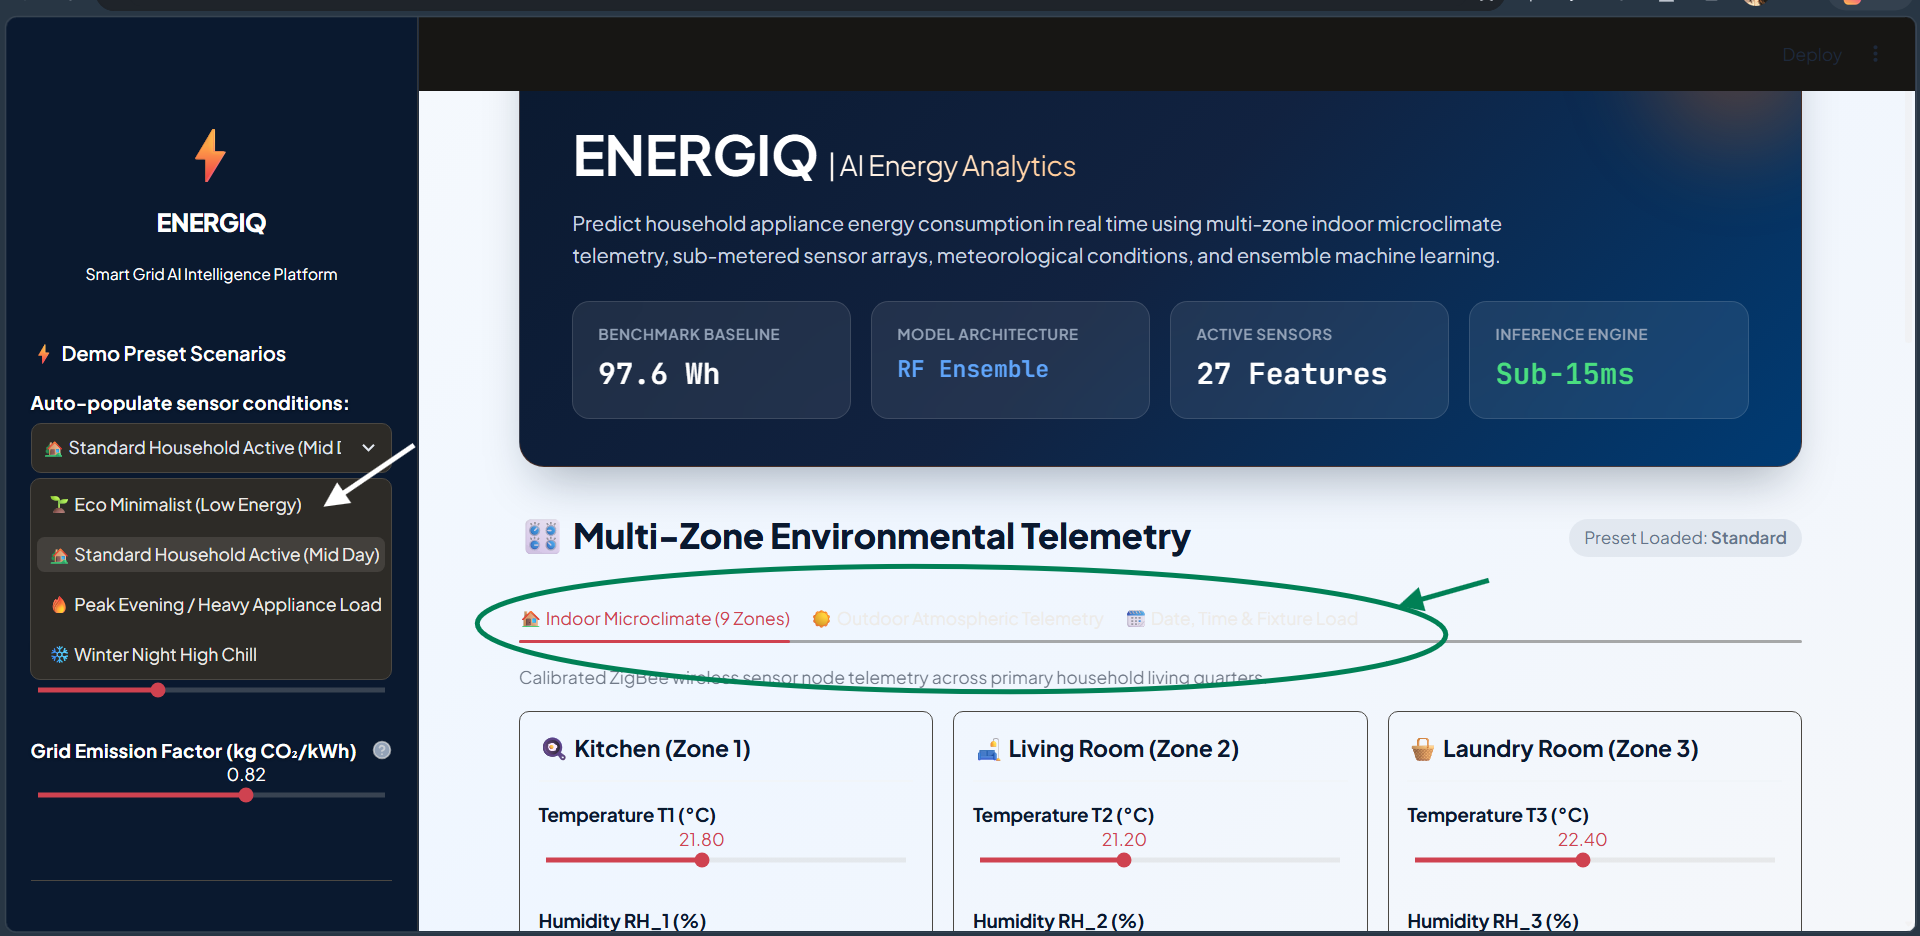 Deploy
ENERGIQ
Smart Grid AI Intelligence Platform
Demo Preset Scenarios
Auto-populate sensor conditions:
Standard Household Active (Mid D
Eco Minimalist (Low Energy)
Standard Household Active (Mid Day)
Peak Evening / Heavy Appliance Load
Winter Night High Chill
Grid Emission Factor (kg CO₂/kWh)
0.82
ENERGIQ | AI Energy Analytics
Predict household appliance energy consumption in real time using multi-zone indoor microclimate
telemetry, sub-metered sensor arrays, meteorological conditions, and ensemble machine learning.
BENCHMARK BASELINE
97.6 Wh
MODEL ARCHITECTURE
RF Ensemble
ACTIVE SENSORS
27 Features
INFERENCE ENGINE
Sub-15ms
Multi-Zone Environmental Telemetry
Preset Loaded: Standard
Indoor Microclimate (9 Zones)
Outdoor Atmospheric Telemetry
Date, Time & Fixture Load
Calibrated ZigBee wireless sensor node telemetry across primary household living quarters.
Kitchen (Zone 1)
Temperature T1 (°C)
21.80
Humidity RH_1 (%)
Living Room (Zone 2)
Temperature T2 (°C)
21.20
Humidity RH_2 (%)
Laundry Room (Zone 3)
Temperature T3 (°C)
22.40
Humidity RH_3 (%)